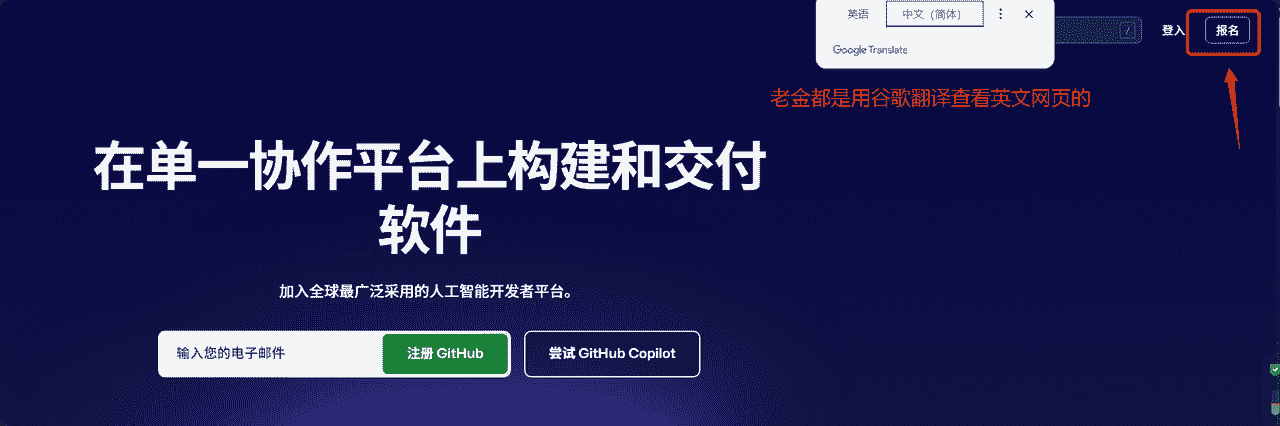 英语
中文（简体）
Google Translate
/
登入
报名
老金都是用谷歌翻译查看英文网页的
在单一协作平台上构建和交付
软件
加入全球最广泛采用的人工智能开发者平台。
输入您的电子邮件
注册 GitHub
尝试 GitHub Copilot